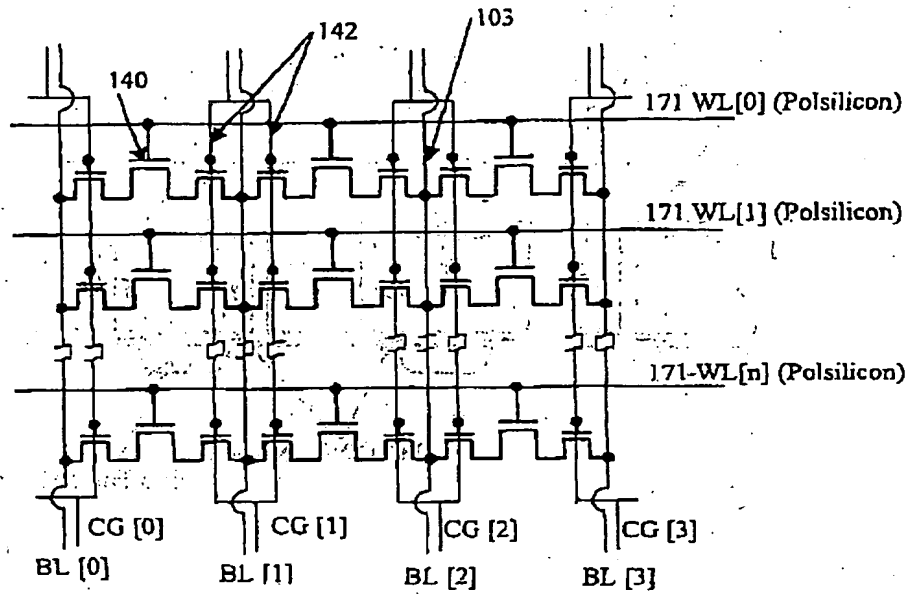 142
103
140
171 WL[0] (Polsilicon)
171 WL[1] (Polsilicon)
171-WL[n] (Polsilicon)
CG [0]
CG [1]
CG [2]
CG [3]
BL [0]
BL [1]
BL [2]
BL [3]